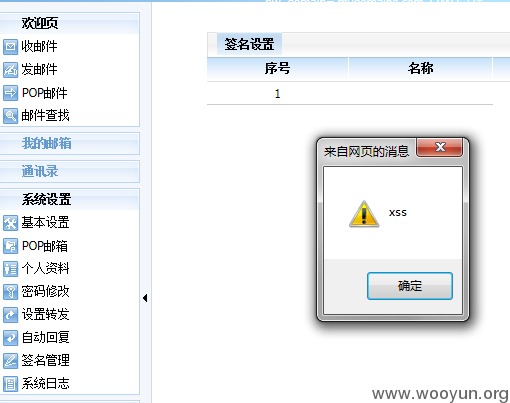 欢迎页
收邮件
发邮件
POP邮件
邮件查找
我的邮箱
通讯录
系统设置
基本设置
POP邮箱
个人资料
密码修改
设置转发
自动回复
签名管理
系统日志
签名设置
序号 名称
1
来自网页的消息
xss
确定
www.wooyun.org